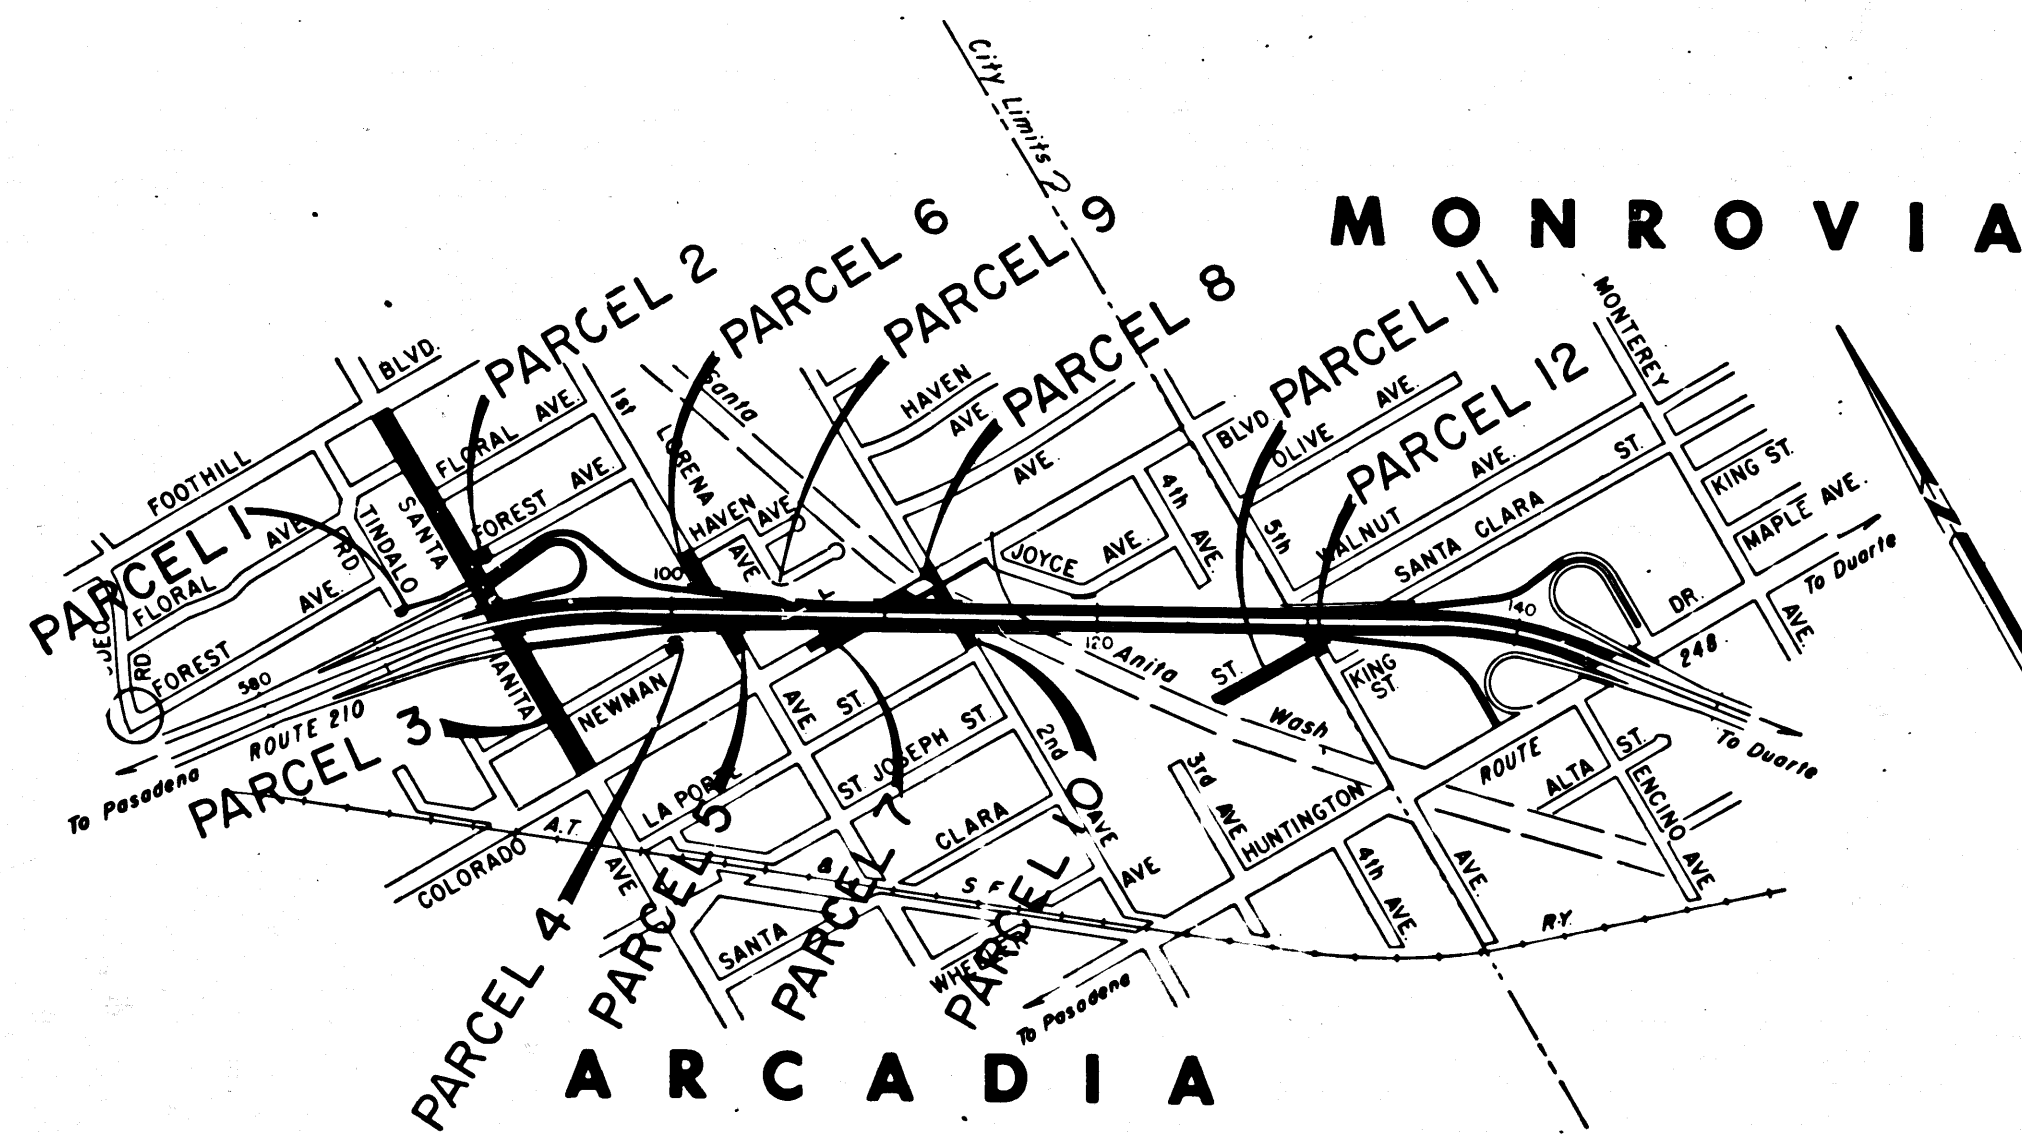 City Limits
MONROVIA
PARCEL 6
PARCEL 9
PARCEL 2
PARCEL 8
PARCEL 11
PARCEL 12
MONTEREY
BLVD.
FOOTHILL
FLORAL AVE.
1st
Santa
LORENA
HAVEN
AVE
AVE.
BLVD.
OLIVE AVE.
WALNUT AVE.
SANTA CLARA ST.
KING ST.
MAPLE AVE.
To Duarte
PARCEL 1
FLORAL AVE
FOREST AVE.
RD
TINDALO
SANTA
FOREST AVE.
HAVEN AVE
AVE
JOYCE AVE.
4th AVE.
5th
DR.
AVE.
RD
580
100
120
140
248
ROUTE 210
To Pasadena
PARCEL 3
ANITA
NEWMAN
AVE
ST.
ST JOSEPH ST.
2nd
AVE
Anita
Wash
ST.
KING
ST.
3rd AVE
HUNTINGTON
ROUTE
ALTA ST.
ENCINO AVE
To Duarte
COLORADO
A.T. & S F R.Y.
LA PORTE
AVE
CLARA
AVE
4th AVE.
AVE.
SANTA
WHEELER
To Pasadena
PARCEL 4
PARCEL 5
PARCEL 7
PARCEL 10
ARCADIA